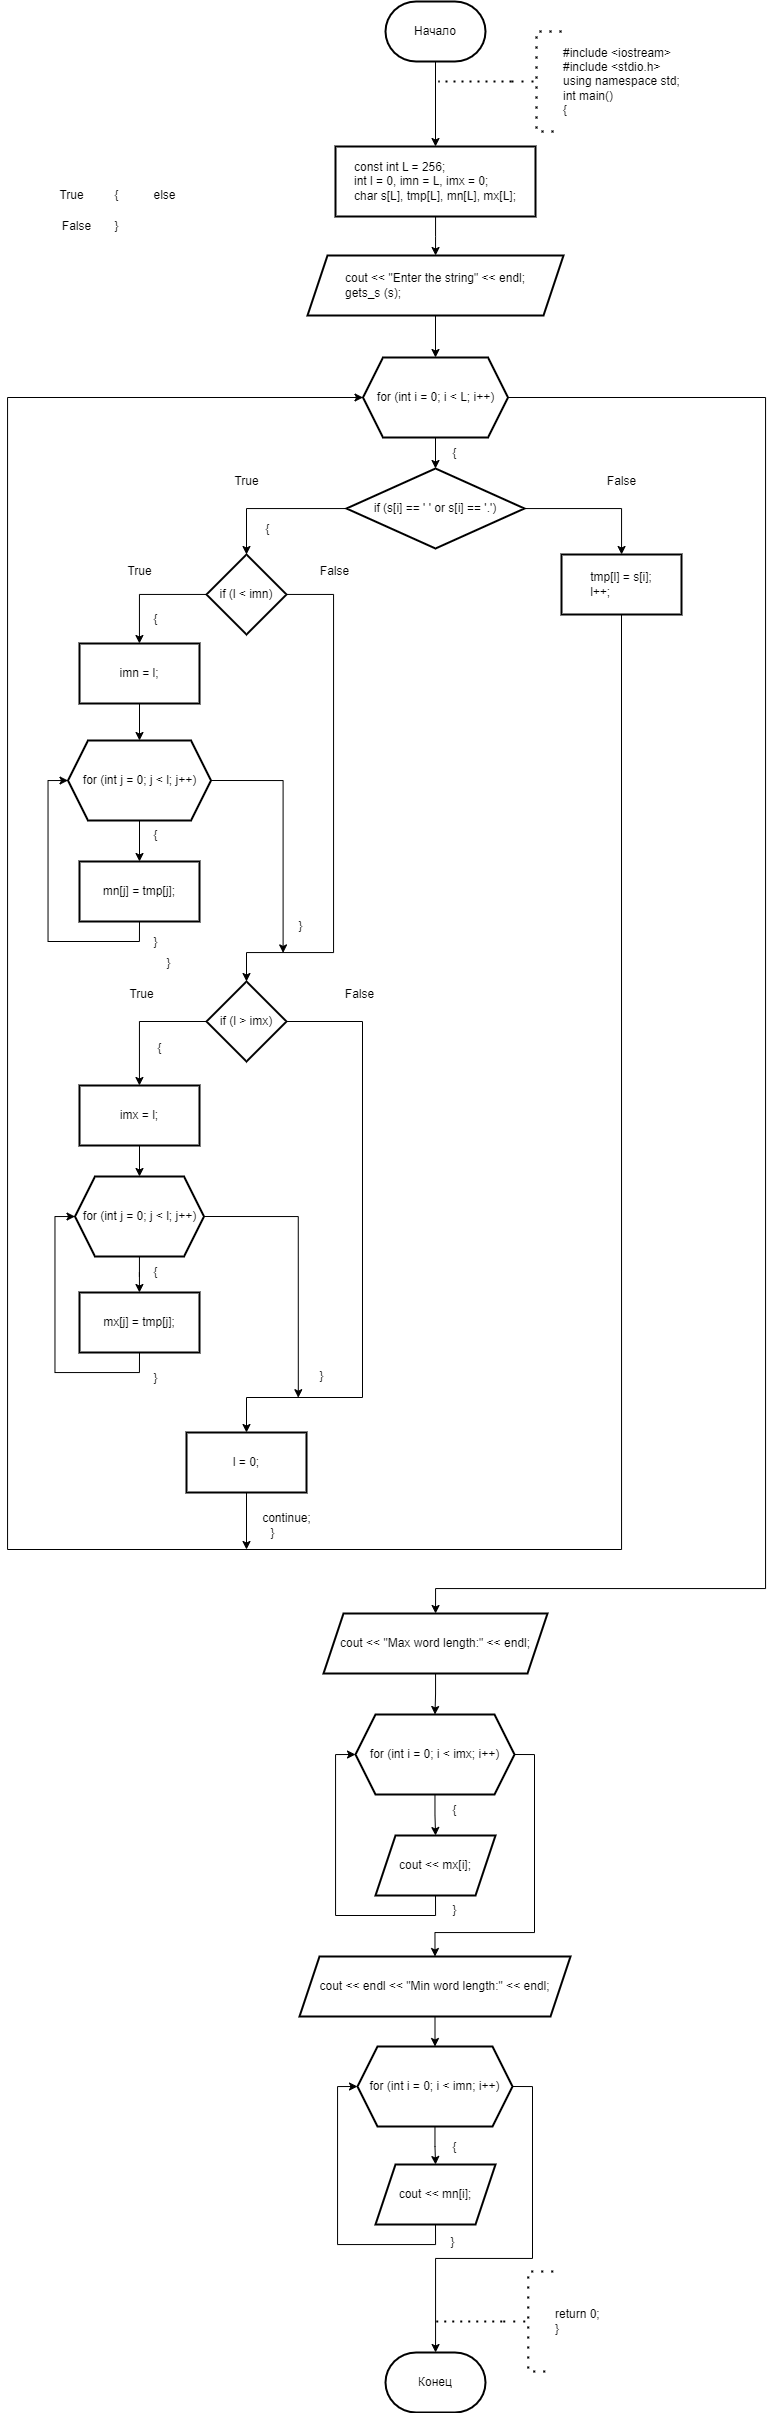 Начало
#include <iostream>
#include <stdio.h>
using namespace std;
int main()
{
const int L = 256;
int l = 0, imn = L, imx = 0;
char s[L], tmp[L], mn[L], mx[L];
True { else
False }
cout << "Enter the string" << endl;
gets_s (s);
for (int i = 0; i < L; i++)
{
True
False
if (s[i] == ' ' or s[i] == '.')
{
tmp[l] = s[i];
l++;
True
False
if (l < imn)
{
imn = l;
for (int j = 0; j < l; j++)
{
mn[j] = tmp[j];
}
}
}
True
False
if (l > imx)
{
imx = l;
for (int j = 0; j < l; j++)
{
mx[j] = tmp[j];
}
}
l = 0;
continue;
}
cout << "Max word length:" << endl;
for (int i = 0; i < imx; i++)
{
cout << mx[i];
}
cout << endl << "Min word length:" << endl;
for (int i = 0; i < imn; i++)
{
cout << mn[i];
}
return 0;
}
Конец